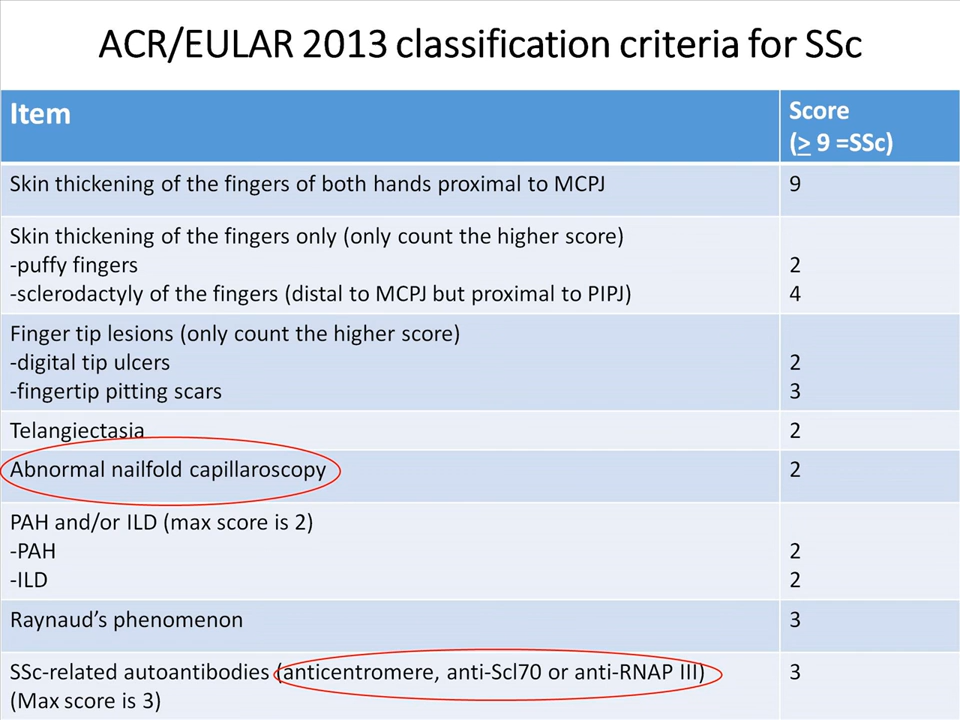 ACR/EULAR 2013 classification criteria for SSc
Item
Score
(≥ 9 =SSc)
Skin thickening of the fingers of both hands proximal to MCPJ
9
Skin thickening of the fingers only (only count the higher score)
-puffy fingers
2
-sclerodactyly of the fingers (distal to MCPJ but proximal to PIPJ)
4
Finger tip lesions (only count the higher score)
-digital tip ulcers
2
-fingertip pitting scars
3
Telangiectasia
2
Abnormal nailfold capillaroscopy
2
PAH and/or ILD (max score is 2)
-PAH
2
-ILD
2
Raynaud’s phenomenon
3
SSc-related autoantibodies (anticentromere, anti-Scl70 or anti-RNAP III)
3
(Max score is 3)